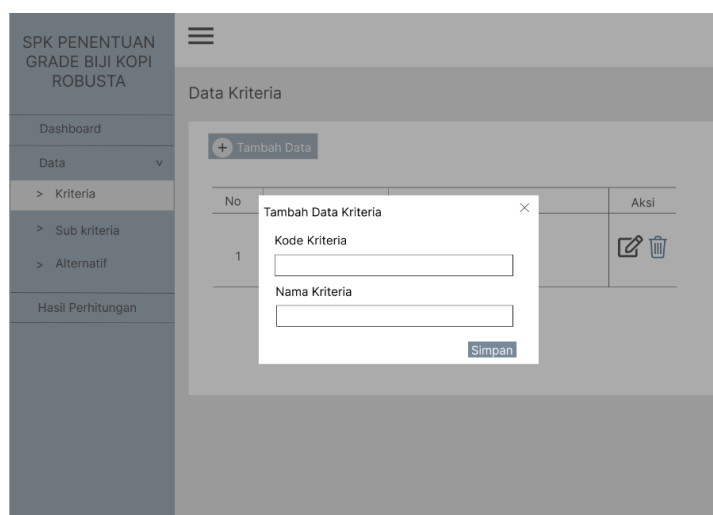 SPK PENENTUAN
GRADE BIJI KOPI
ROBUSTA
Dashboard
Data v
> Kriteria
> Sub kriteria
> Alternatif
Hasil Perhitungan
Data Kriteria
+ Tambah Data
No Aksi
1
Tambah Data Kriteria
Kode Kriteria
Nama Kriteria
Simpan